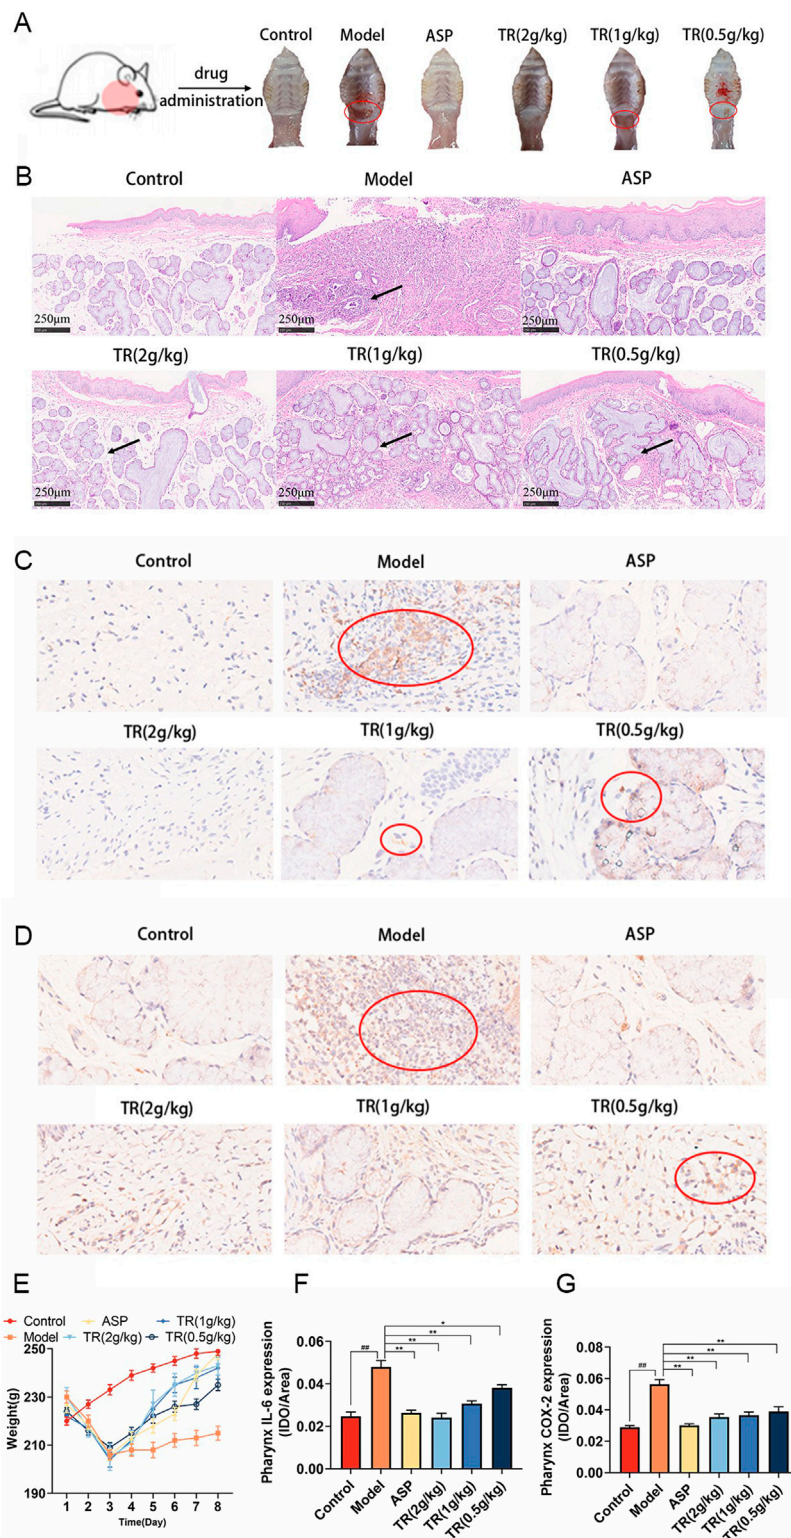 A
Control Model ASP TR(2g/kg) TR(1g/kg) TR(0.5g/kg)
drug
administration
B
Control Model ASP
250μm 250μm 250μm
TR(2g/kg) TR(1g/kg) TR(0.5g/kg)
250μm 250μm 250μm
C
Control Model ASP
TR(2g/kg) TR(1g/kg) TR(0.5g/kg)
D
Control Model ASP
TR(2g/kg) TR(1g/kg) TR(0.5g/kg)
E
Control ASP TR(1g/kg)
Model TR(2g/kg) TR(0.5g/kg)
250
230
210
190
Weight(g)
1 2 3 4 5 6 7 8
Time(Day)
F
Pharynx IL-6 expression
(IDO/Area)
0.06
0.04
0.02
0.00
## ** ** ** *
Control Model ASP TR(2g/kg) TR(1g/kg) TR(0.5g/kg)
G
Pharynx COX-2 expression
(IDO/Area)
0.08
0.06
0.04
0.02
0.00
## ** ** ** **
Control Model ASP TR(2g/kg) TR(1g/kg) TR(0.5g/kg)